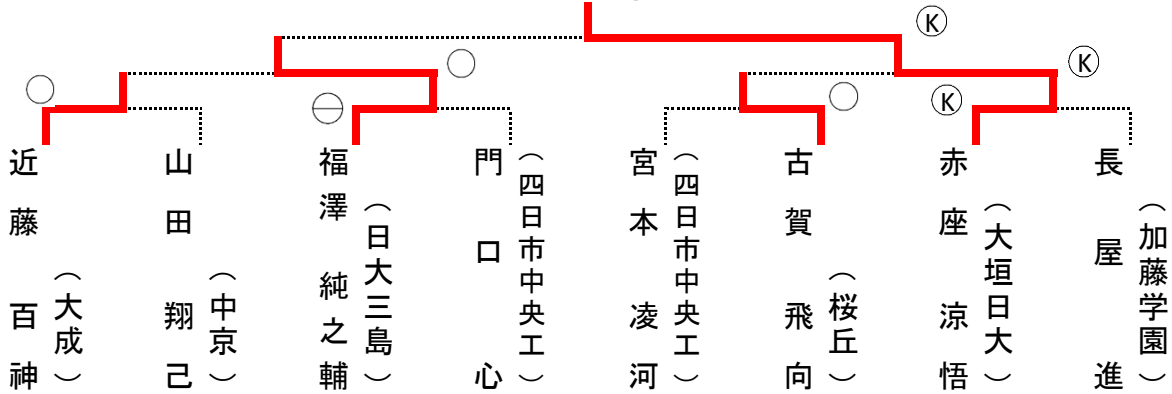 Ⓚ
Ⓚ
Ⓚ
近藤 百神
(大成)
山田 翔己
(中京)
福澤 純之輔
(日大三島)
門口 心
(四日市中央工)
宮本 凌河
(四日市中央工)
古賀 飛向
(桜丘)
赤座 涼悟
(大垣日大)
長屋 進
(加藤学園)